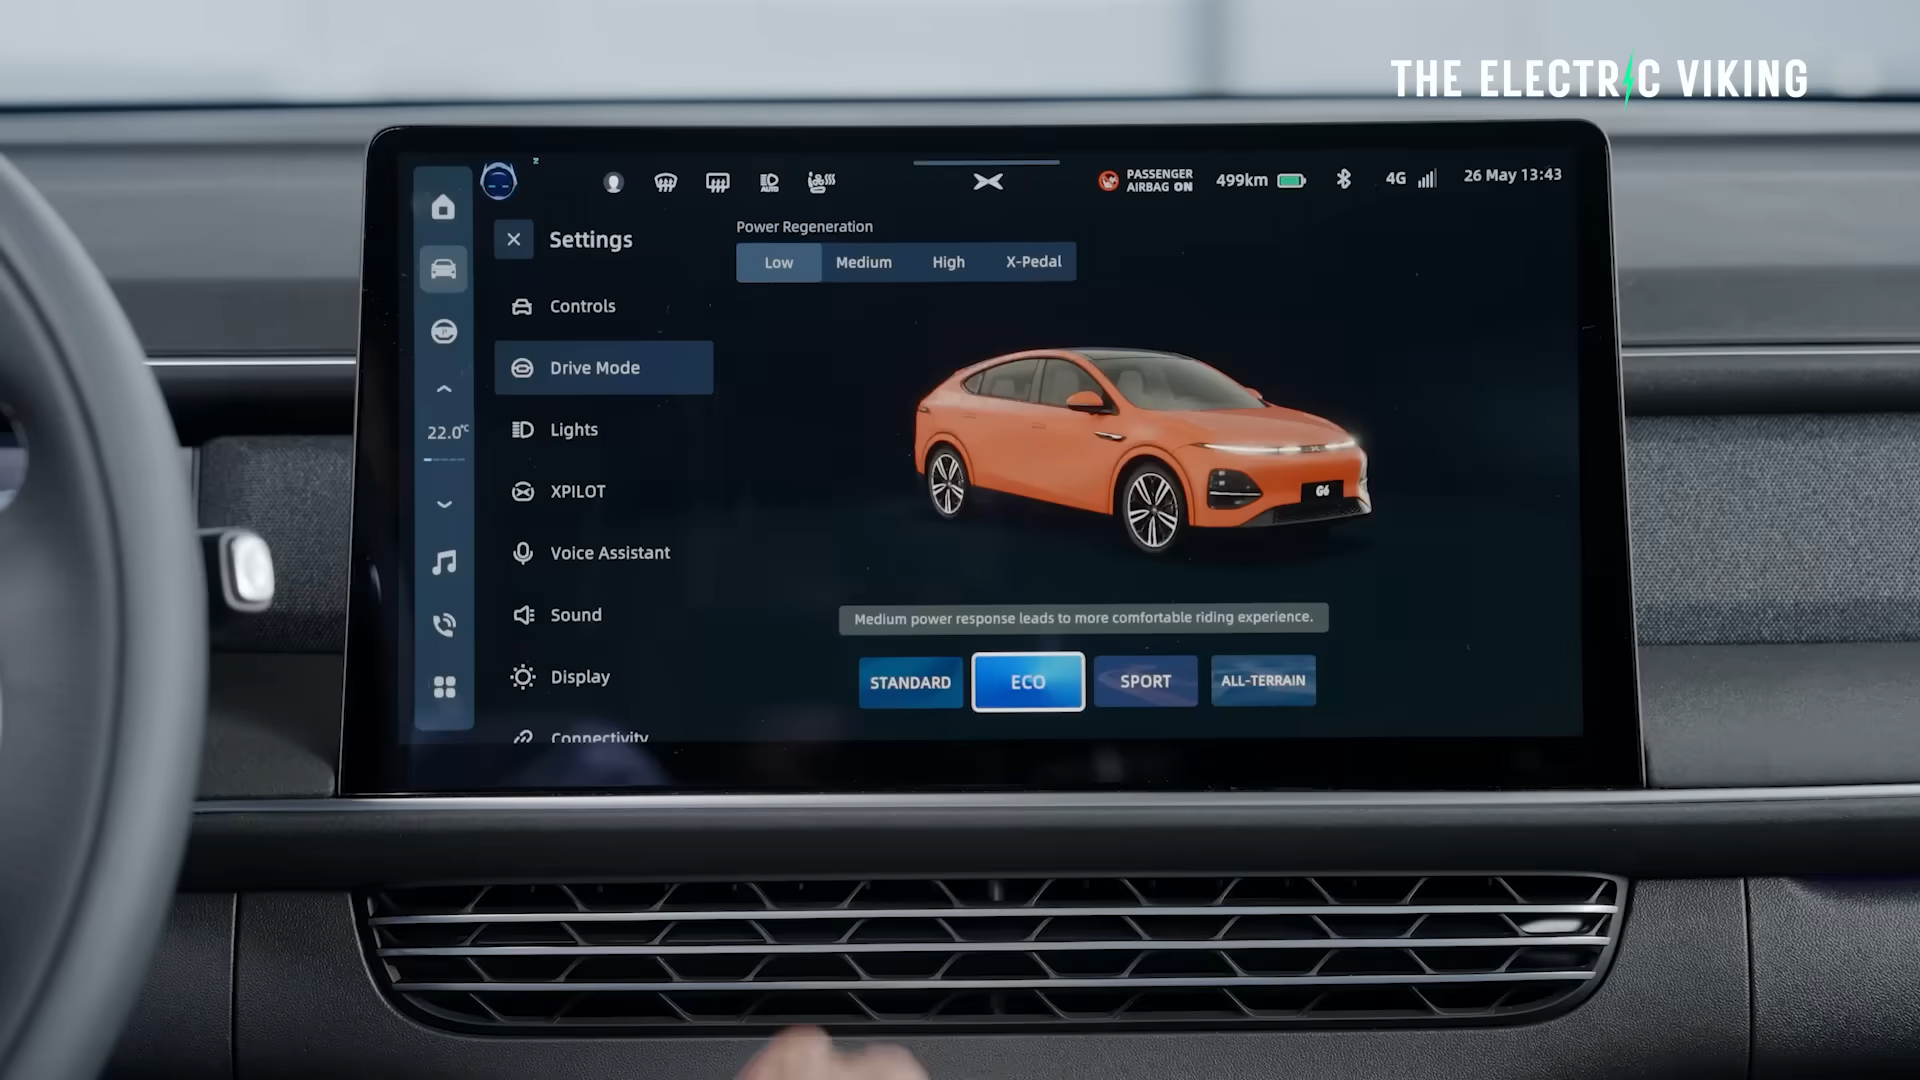 THE ELECTRIC VIKING
PASSENGER
AIRBAG ON
499km
4G
26 May 13:43
AUTO
Settings
Power Regeneration
Low
Medium
High
X-Pedal
Controls
Drive Mode
22.0°C
Lights
XPILOT
Voice Assistant
Sound
Display
Connectivity
G6
Medium power response leads to more comfortable riding experience.
STANDARD
ECO
SPORT
ALL-TERRAIN